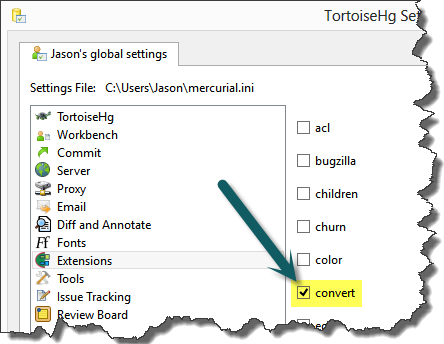 TortoiseHg Se
Jason's global settings
Settings File: C:\Users\Jason\mercurial.ini
TortoiseHg
Workbench
Commit
Server
Proxy
Email
Diff and Annotate
Fonts
Extensions
Tools
Issue Tracking
Review Board
acl
bugzilla
children
churn
color
convert